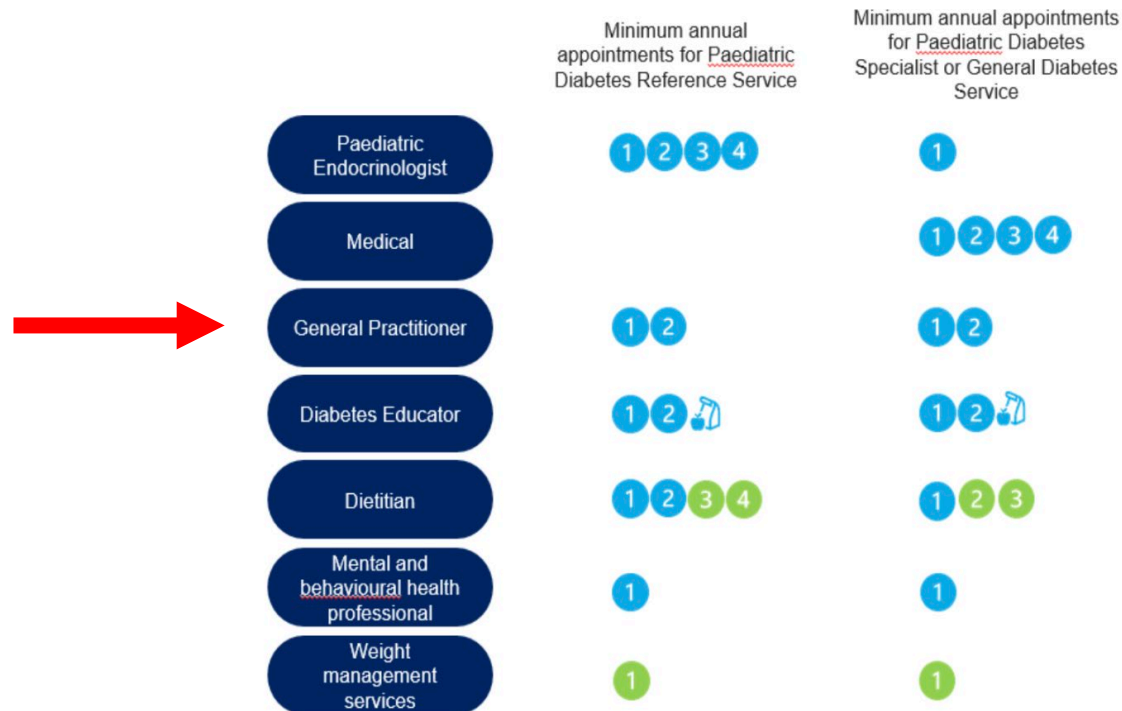 Minimum annual
appointments for Paediatric
Diabetes Reference Service
Minimum annual appointments
for Paediatric Diabetes
Specialist or General Diabetes
Service
Paediatric
Endocrinologist
1 2 3 4
1
Medical
1 2 3 4
General Practitioner
1 2
1 2
Diabetes Educator
1 2
1 2
Dietitian
1 2 3 4
1 2 3
Mental and
behavioural health
professional
1
1
Weight
management
services
1
1